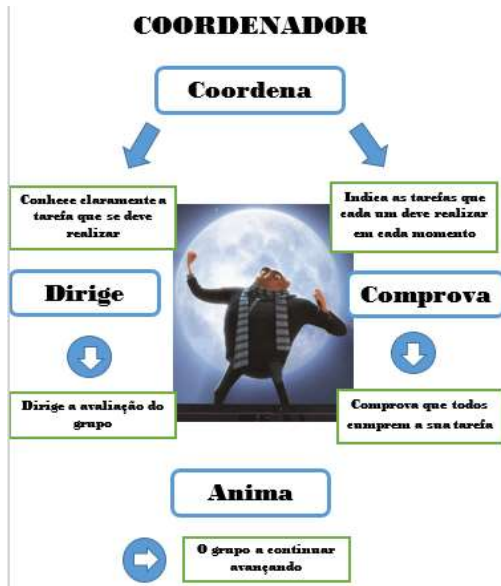 COORDENADOR
Coordena
Conhece claramente a
tarefa que se deve
realizar
Indica as tarefas que
cada um deve realizar
em cada momento
Dirige
Comprova
Dirige a avaliação do
grupo
Comprova que todos
cumprem a sua tarefa
Anima
O grupo a continuar
avançando